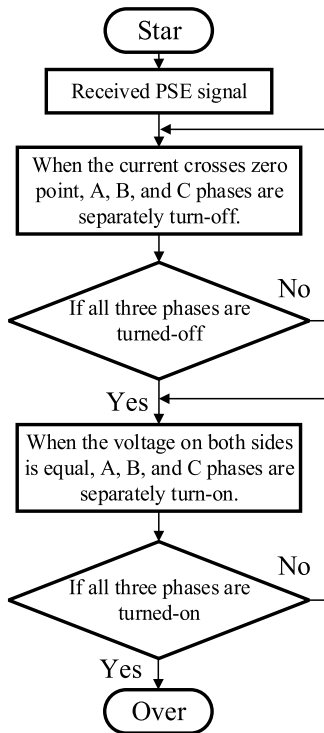 Star
Received PSE signal
When the current crosses zero
point, A, B, and C phases are
separately turn-off.
If all three phases are
turned-off
No
Yes
When the voltage on both sides
is equal, A, B, and C phases are
separately turn-on.
If all three phases are
turned-on
No
Yes
Over